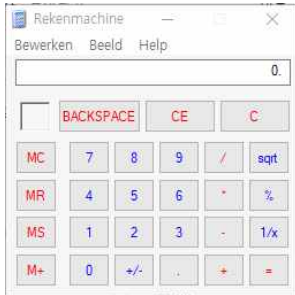 Rekenmachine
Bewerken Beeld Help
0.
BACKSPACE CE C
MC 7 8 9 / sqrt
MR 4 5 6 * %
MS 1 2 3 - 1/x
M+ 0 +/- . + =